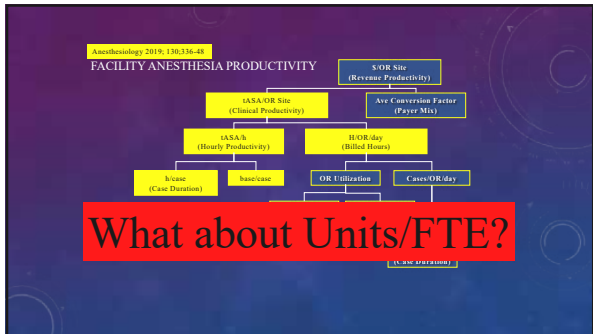 Anesthesiology 2019; 130;336-48
FACILITY ANESTHESIA PRODUCTIVITY
$/OR Site
(Revenue Productivity)
tASA/OR Site
(Clinical Productivity)
Ave Conversion Factor
(Payer Mix)
tASA/h
(Hourly Productivity)
H/OR/day
(Billed Hours)
h/case
(Case Duration)
base/case
OR Utilization
Cases/OR/day
What about Units/FTE?
(Case Duration)